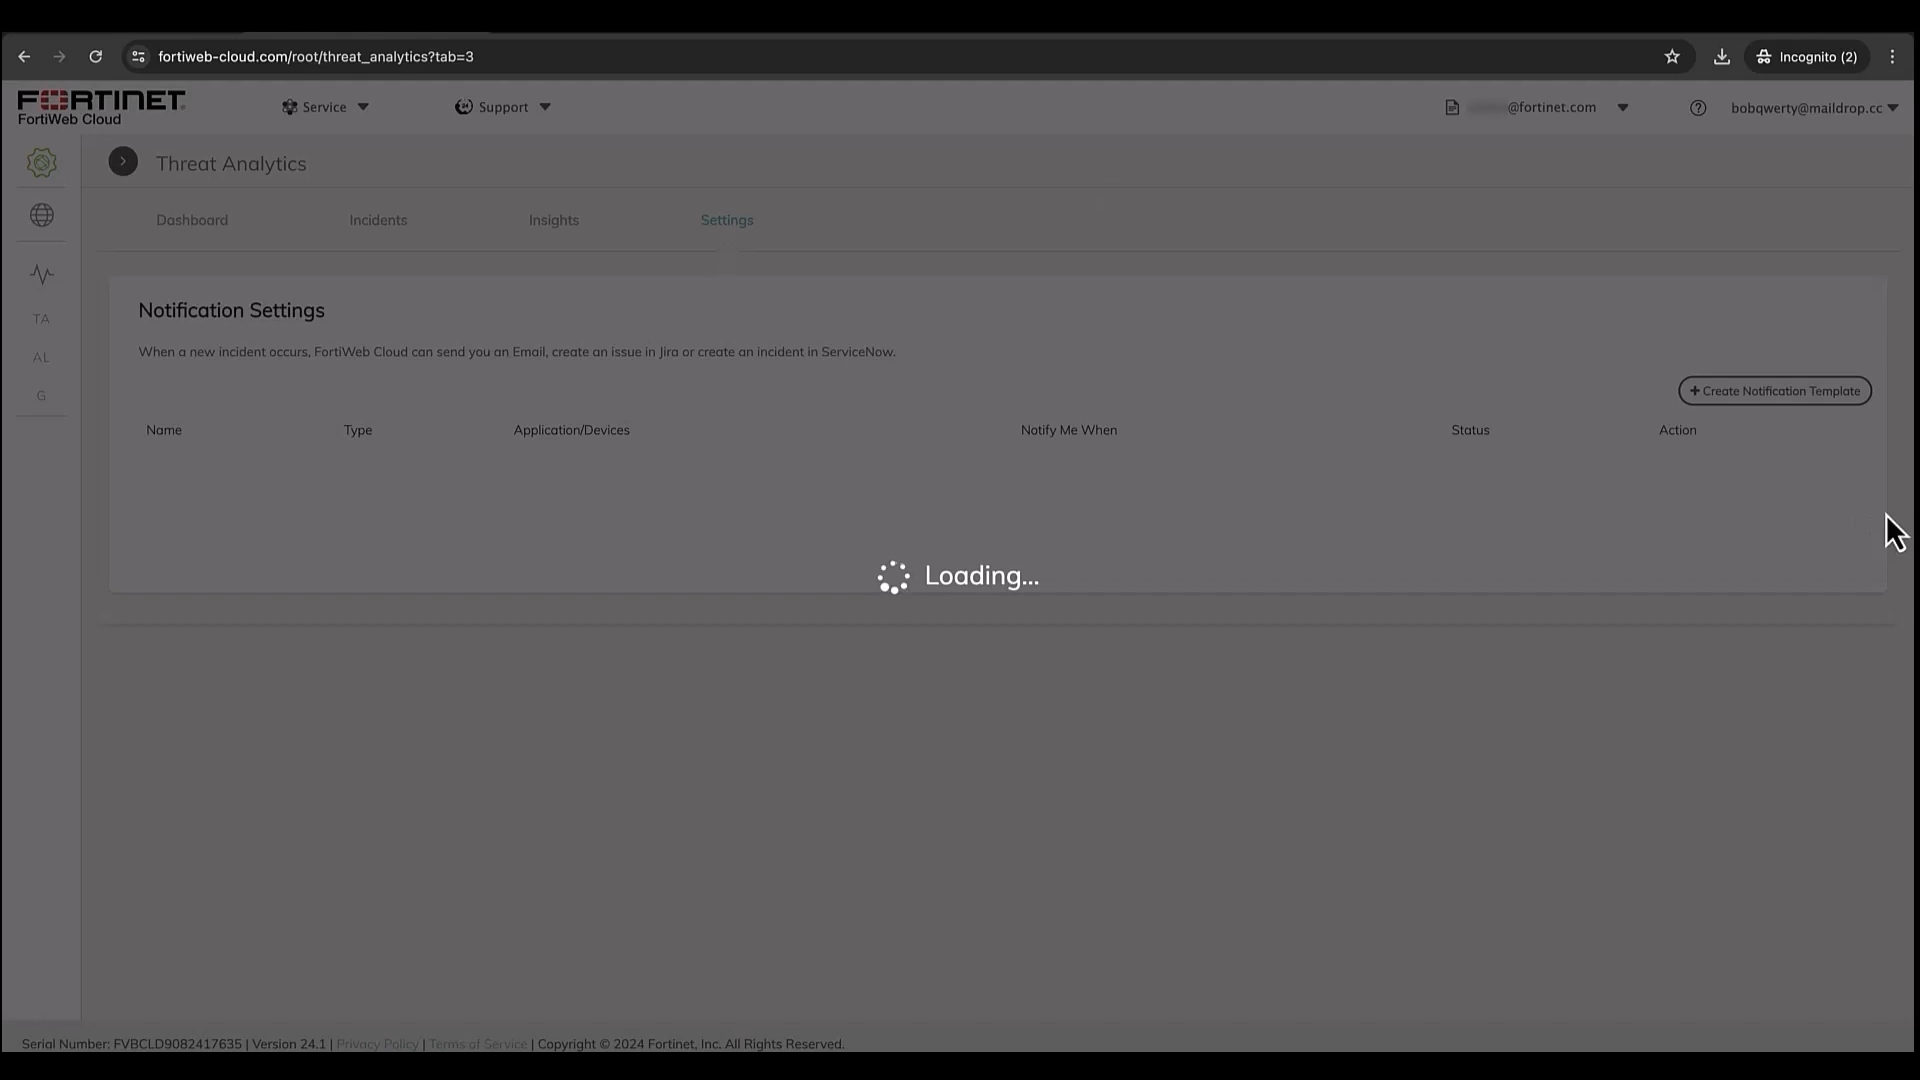 fortiweb-cloud.com/root/threat_analytics?tab=3
Incognito (2)
FORTINET
FortiWeb Cloud
Service
Support
@fortinet.com
bobqwerty@maildrop.cc
Threat Analytics
Dashboard
Incidents
Insights
Settings
TA
AL
G
Notification Settings
When a new incident occurs, FortiWeb Cloud can send you an Email, create an issue in Jira or create an incident in ServiceNow.
+ Create Notification Template
Name
Type
Application/Devices
Notify Me When
Status
Action
Loading...
Serial Number: FVBCLD9082417635 | Version 24.1 | Privacy Policy | Terms of Service | Copyright © 2024 Fortinet, Inc. All Rights Reserved.